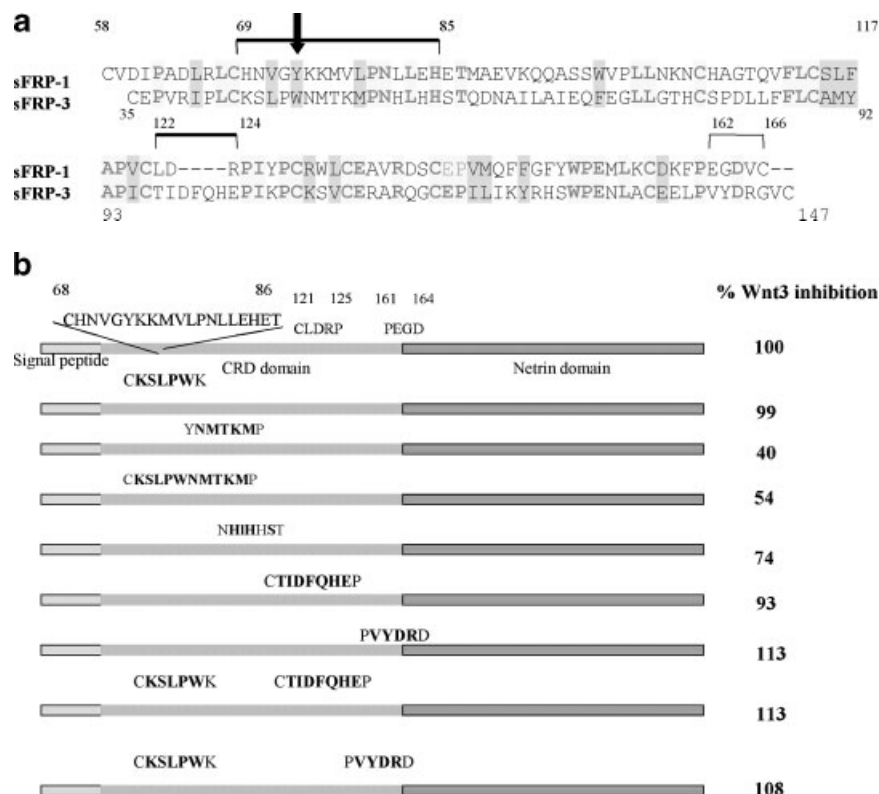 a
58 69 85 117
sFRP-1 CVDIPADLRLCHNVGYKKMVLPNLLEHETMAEVKQQASSWVPLLNKNCHAGTQVFLCSLF
sFRP-3 CEPVRIPLCKSLPWNMTKMPNHLHHSTQDNAILAIEQFEGLLGTHCSPDLLFFLCAMY
35 92
122 124 162 166
sFRP-1 APVCLD----RPIYPCRWLCEAVRDSCEPVMQFFGFYWPEMLKCDKFPEGDVC--
sFRP-3 APICTIDFQHEPIKPCKSVCERARQGCEPILIKYRHSWPENLACEELPVYDRGVC
93 147
b
68 86 121 125 161 164 % Wnt3 inhibition
CHNVGYKKMVLPNLLEHET CLDRP PEGD
100
Signal peptide CRD domain Netrin domain
CKSLPWK
99
YNMTKMP
40
CKSLPWNMTKMP
54
NHIHHST
74
CTIDFQHEP
93
PVYDRD
113
CKSLPWK CTIDFQHEP
113
CKSLPWK PVYDRD
108